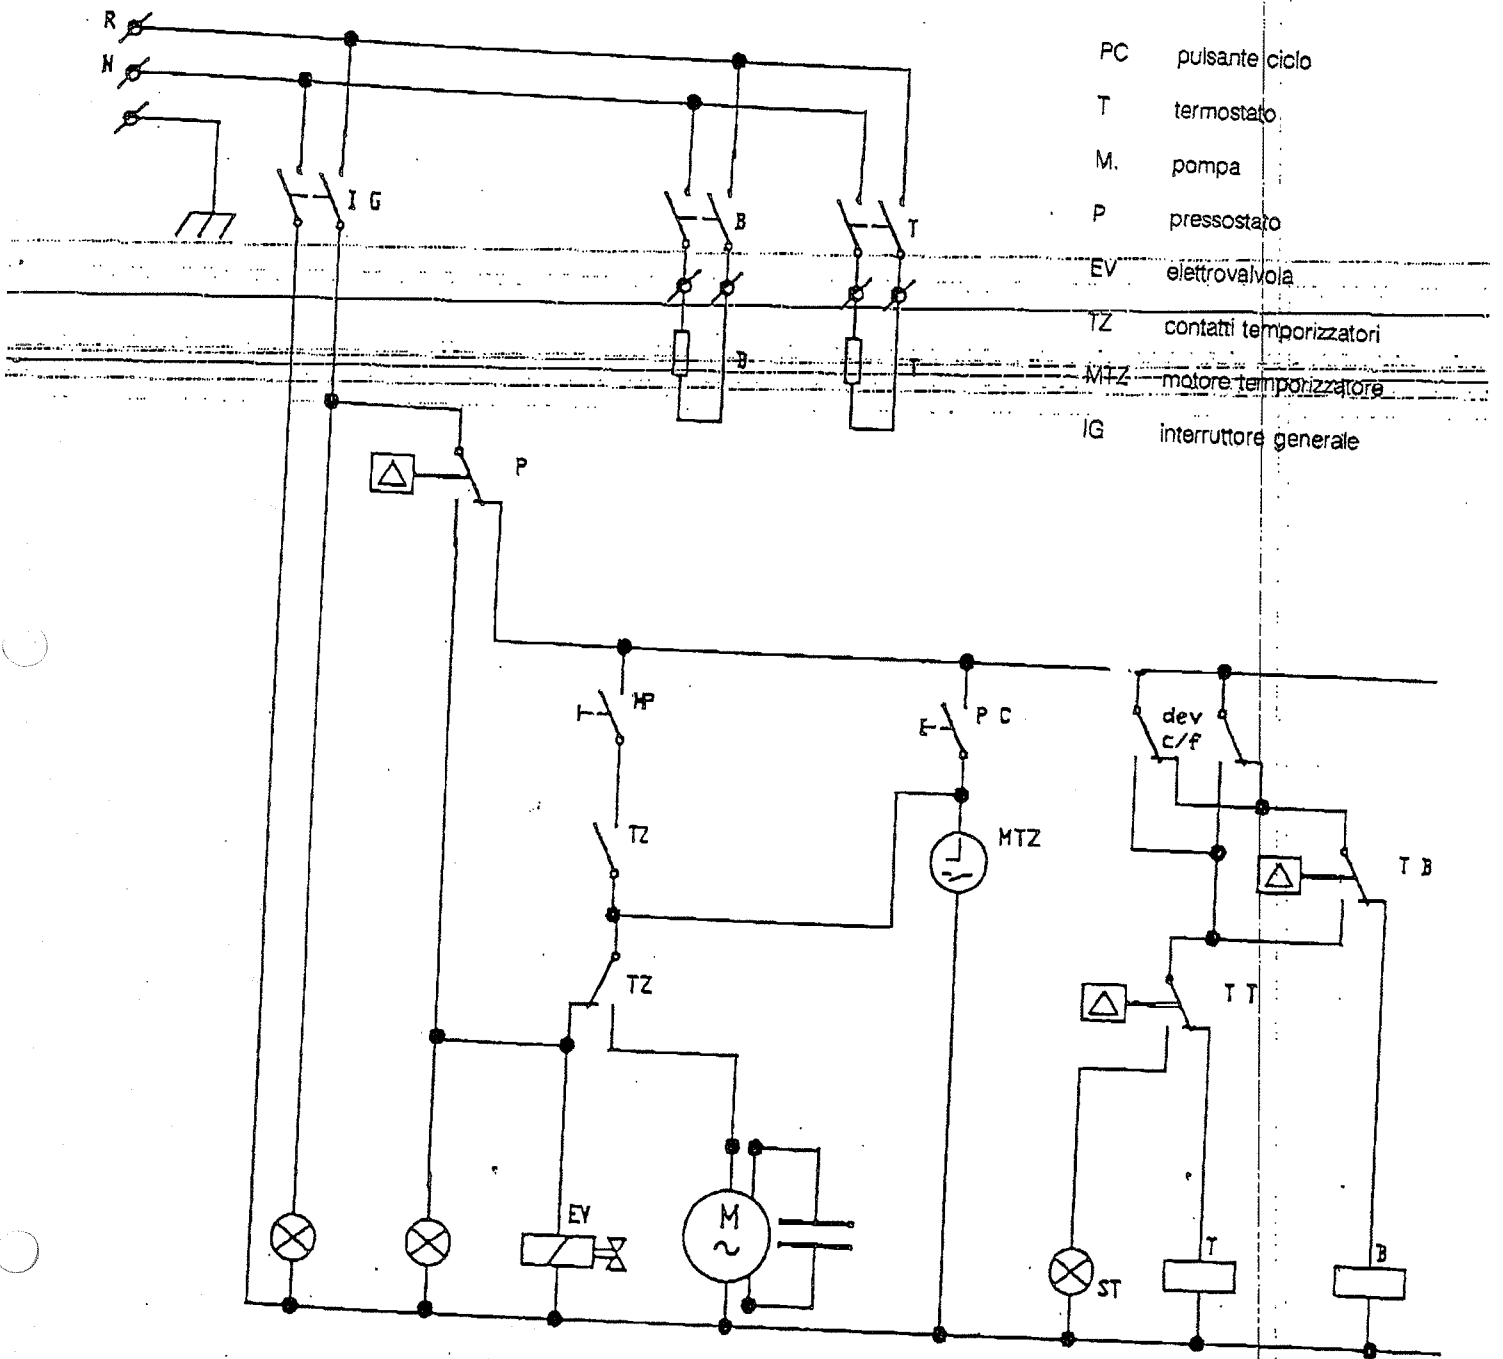 R
N
PC pulsante ciclo
T termostato
M. pompa
P pressostato
EV elettrovalvola
TZ contatti temporizzatori
MTZ motore temporizzatore
IG interruttore generale
I G
B
T
B
T
P
MP
P C
dev
c/f
TZ
MTZ
T B
TZ
T T
EV
M
~
ST
T
B